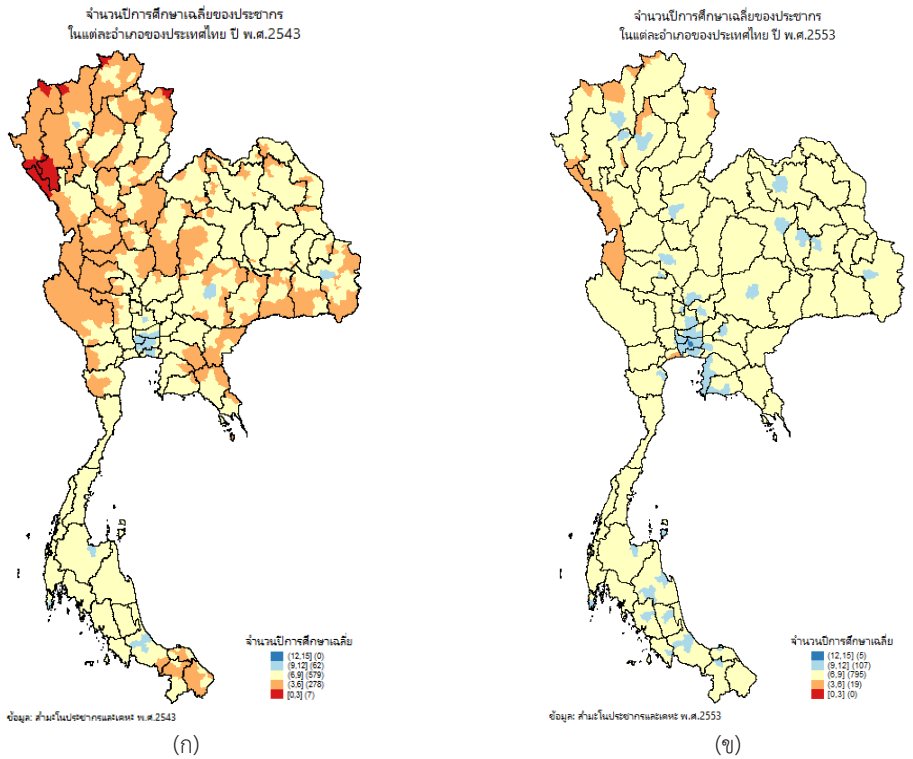 จำนวนปีการศึกษาเฉลี่ยของประชากร
ในแต่ละอำเภอของประเทศไทย ปี พ.ศ.2543
จำนวนปีการศึกษาเฉลี่ย
(12,15] (0)
(9,12] (62)
(6,9] (579)
(3,6] (278)
[0,3] (7)
ข้อมูล: สำมะโนประชากรและเคหะ พ.ศ.2543
(ก)
จำนวนปีการศึกษาเฉลี่ยของประชากร
ในแต่ละอำเภอของประเทศไทย ปี พ.ศ.2553
จำนวนปีการศึกษาเฉลี่ย
(12,15] (5)
(9,12] (107)
(6,9] (795)
(3,6] (19)
[0,3] (0)
ข้อมูล: สำมะโนประชากรและเคหะ พ.ศ.2553
(ข)